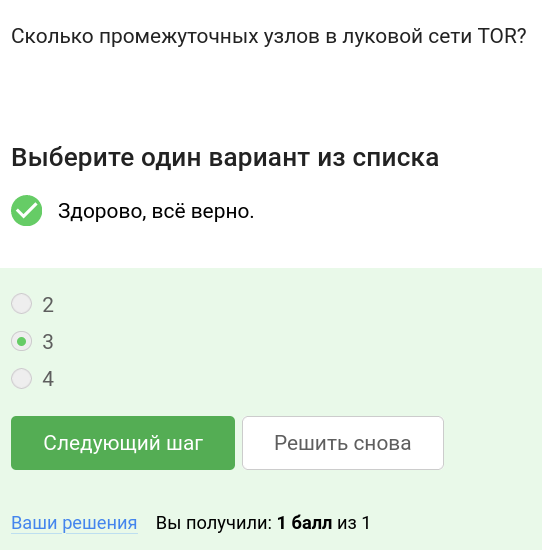 Сколько промежуточных узлов в луковой сети TOR?
Выберите один вариант из списка
Здорово, всё верно.
2
3
4
Следующий шаг Решить снова
Ваши решения Вы получили: 1 балл из 1